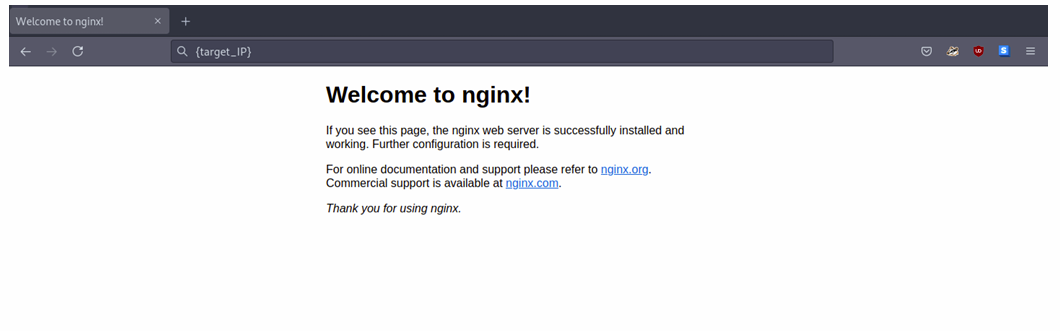 Welcome to nginx!
{target_IP}
Welcome to nginx!
If you see this page, the nginx web server is successfully installed and
working. Further configuration is required.
For online documentation and support please refer to nginx.org.
Commercial support is available at nginx.com.
Thank you for using nginx.